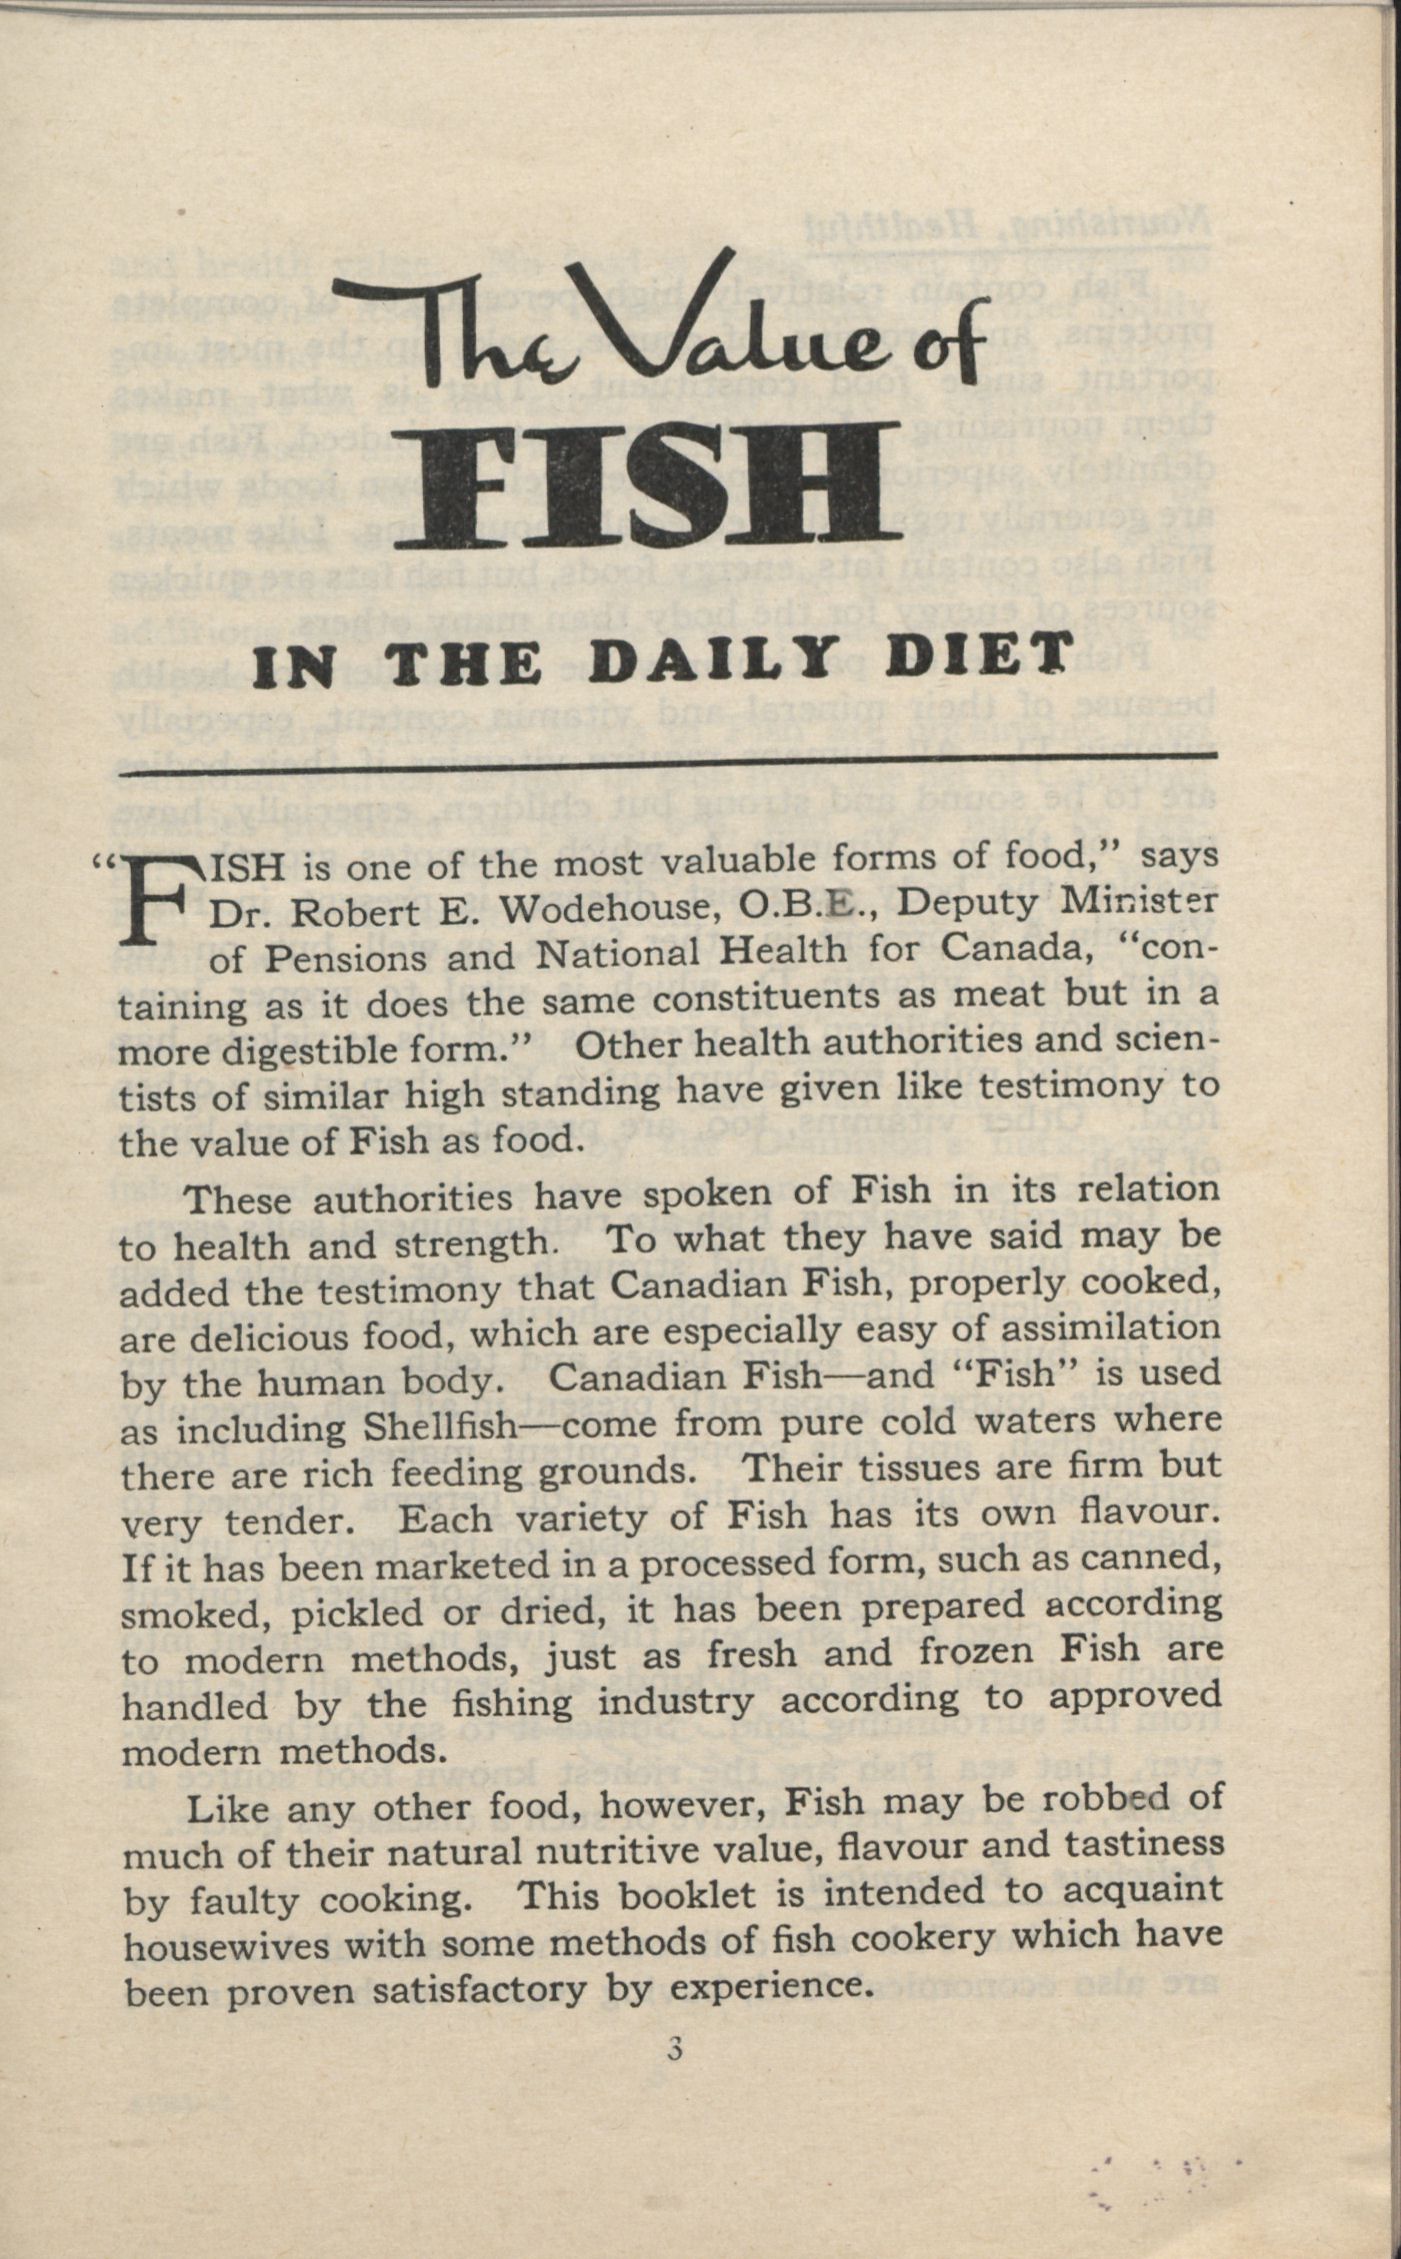 The Value of
FISH
IN THE DAILY DIET
“FISH is one of the most valuable forms of food,” says
Dr. Robert E. Wodehouse, O.B.E., Deputy Minister
of Pensions and National Health for Canada, “con-
taining as it does the same constituents as meat but in a
more digestible form.” Other health authorities and scien-
tists of similar high standing have given like testimony to
the value of Fish as food.
These authorities have spoken of Fish in its relation
to health and strength. To what they have said may be
added the testimony that Canadian Fish, properly cooked,
are delicious food, which are especially easy of assimilation
by the human body. Canadian Fish—and “Fish” is used
as including Shellfish—come from pure cold waters where
there are rich feeding grounds. Their tissues are firm but
very tender. Each variety of Fish has its own flavour.
If it has been marketed in a processed form, such as canned,
smoked, pickled or dried, it has been prepared according
to modern methods, just as fresh and frozen Fish are
handled by the fishing industry according to approved
modern methods.
Like any other food, however, Fish may be robbed of
much of their natural nutritive value, flavour and tastiness
by faulty cooking. This booklet is intended to acquaint
housewives with some methods of fish cookery which have
been proven satisfactory by experience.
3